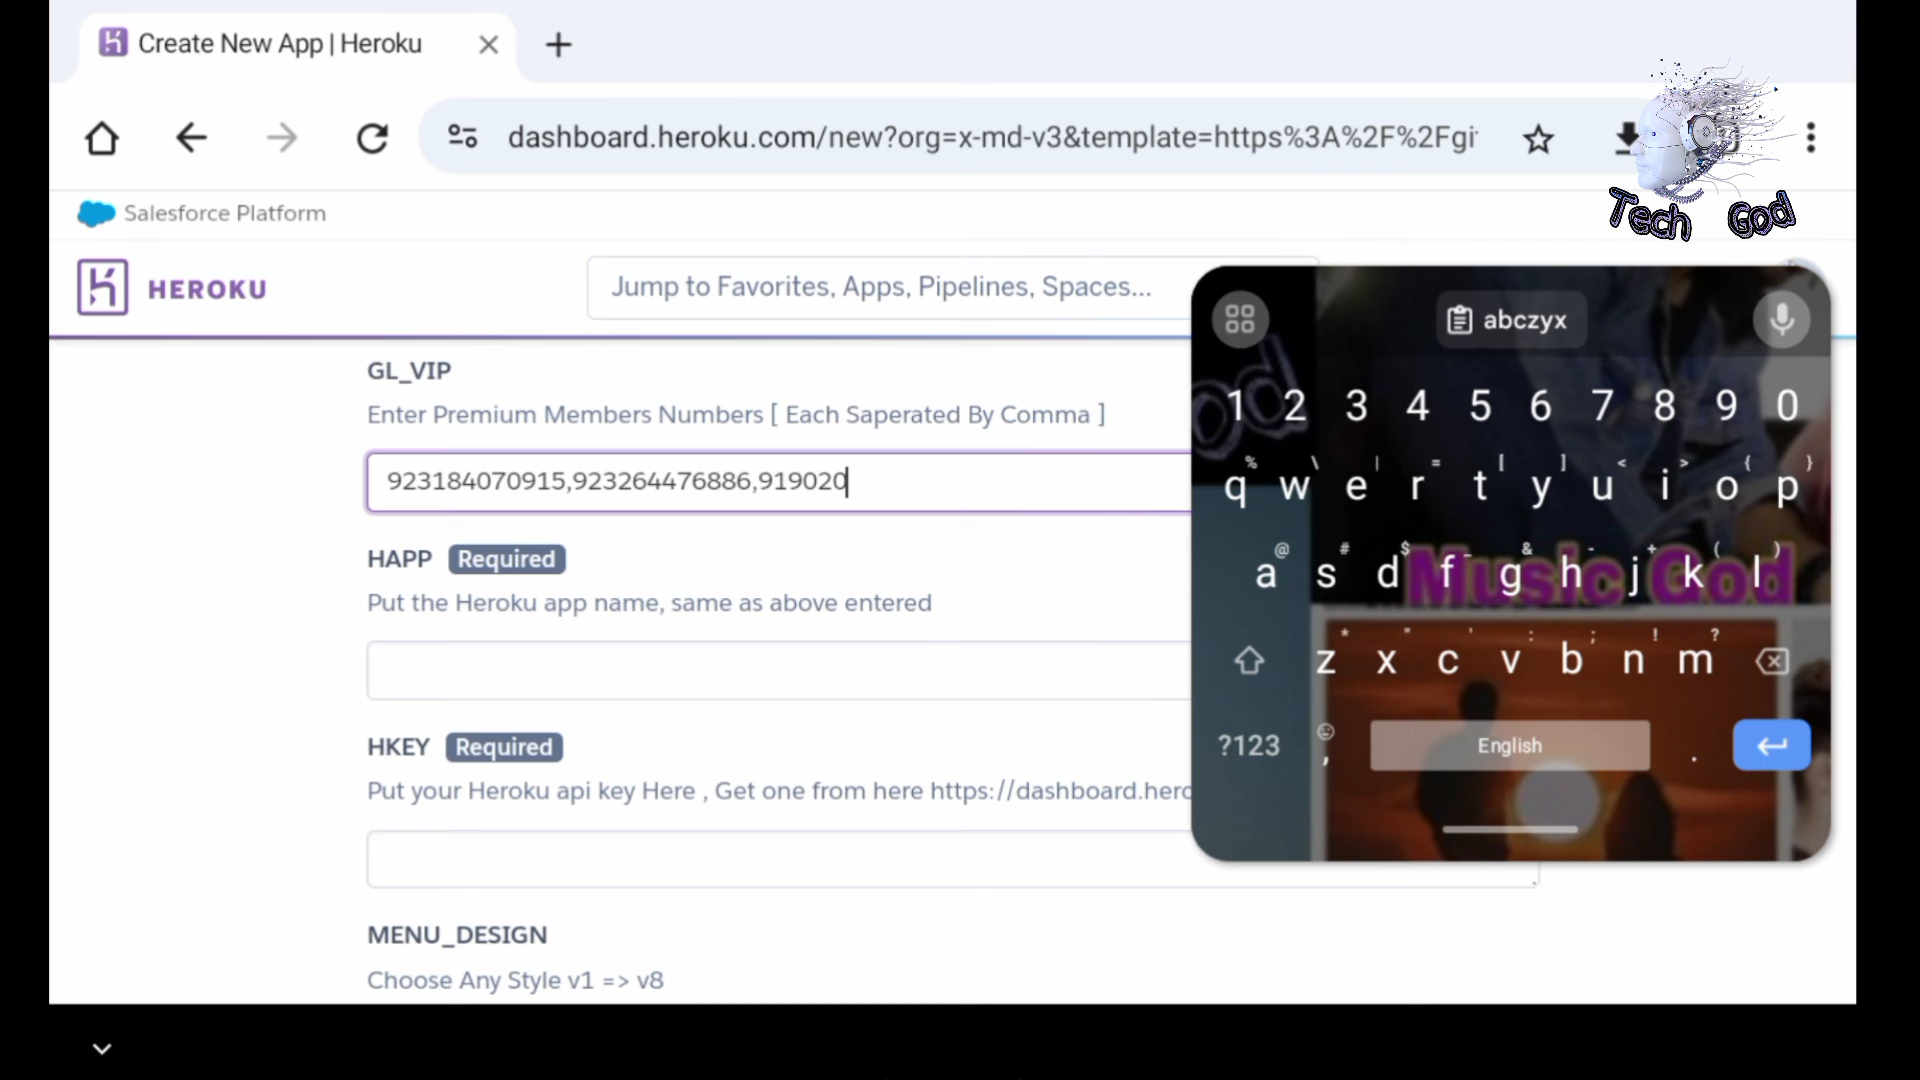 Create New App | Heroku
dashboard.heroku.com/new?org=x-md-v3&template=https%3A%2F%2Fgi
Tech God
Salesforce Platform
HEROKU
Jump to Favorites, Apps, Pipelines, Spaces...
GL_VIP
Enter Premium Members Numbers [ Each Saperated By Comma ]
923184070915,923264476886,919020
HAPP Required
Put the Heroku app name, same as above entered
HKEY Required
Put your Heroku api key Here , Get one from here https://dashboard.hero
MENU_DESIGN
Choose Any Style v1 => v8
abczyx
1 2 3 4 5 6 7 8 9 0
% \ | = [ ] < > { }
q w e r t y u i o p
@ # $ _ & - + ( )
a s d f g h j k l
Music God
* " ' : ; ! ?
z x c v b n m
?123 , English .